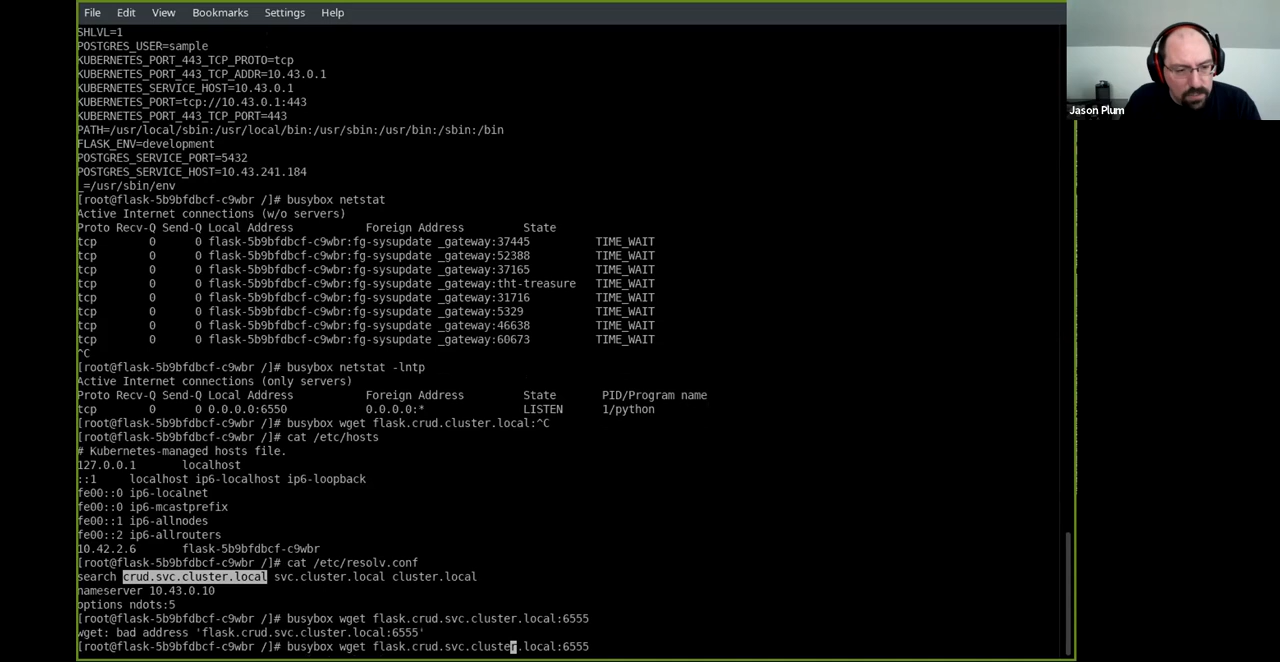 File Edit View Bookmarks Settings Help
SHLVL=1
POSTGRES_USER=sample
KUBERNETES_PORT_443_TCP_PROTO=tcp
KUBERNETES_PORT_443_TCP_ADDR=10.43.0.1
KUBERNETES_SERVICE_HOST=10.43.0.1
KUBERNETES_PORT=tcp://10.43.0.1:443
KUBERNETES_PORT_443_TCP_PORT=443
PATH=/usr/local/sbin:/usr/local/bin:/usr/sbin:/usr/bin:/sbin:/bin
FLASK_ENV=development
POSTGRES_SERVICE_PORT=5432
POSTGRES_SERVICE_HOST=10.43.241.184
_=/usr/sbin/env
[root@flask-5b9bfdbcf-c9wbr /]# busybox netstat
Active Internet connections (w/o servers)
Proto Recv-Q Send-Q Local Address Foreign Address State
tcp 0 0 flask-5b9bfdbcf-c9wbr:fg-sysupdate _gateway:37445 TIME_WAIT
tcp 0 0 flask-5b9bfdbcf-c9wbr:fg-sysupdate _gateway:52388 TIME_WAIT
tcp 0 0 flask-5b9bfdbcf-c9wbr:fg-sysupdate _gateway:37165 TIME_WAIT
tcp 0 0 flask-5b9bfdbcf-c9wbr:fg-sysupdate _gateway:tht-treasure TIME_WAIT
tcp 0 0 flask-5b9bfdbcf-c9wbr:fg-sysupdate _gateway:31716 TIME_WAIT
tcp 0 0 flask-5b9bfdbcf-c9wbr:fg-sysupdate _gateway:5329 TIME_WAIT
tcp 0 0 flask-5b9bfdbcf-c9wbr:fg-sysupdate _gateway:46638 TIME_WAIT
tcp 0 0 flask-5b9bfdbcf-c9wbr:fg-sysupdate _gateway:60673 TIME_WAIT
^C
[root@flask-5b9bfdbcf-c9wbr /]# busybox netstat -lntp
Active Internet connections (only servers)
Proto Recv-Q Send-Q Local Address Foreign Address State PID/Program name
tcp 0 0 0.0.0.0:6550 0.0.0.0:* LISTEN 1/python
[root@flask-5b9bfdbcf-c9wbr /]# busybox wget flask.crud.cluster.local:^C
[root@flask-5b9bfdbcf-c9wbr /]# cat /etc/hosts
# Kubernetes-managed hosts file.
127.0.0.1 localhost
::1 localhost ip6-localhost ip6-loopback
fe00::0 ip6-localnet
fe00::0 ip6-mcastprefix
fe00::1 ip6-allnodes
fe00::2 ip6-allrouters
10.42.2.6 flask-5b9bfdbcf-c9wbr
[root@flask-5b9bfdbcf-c9wbr /]# cat /etc/resolv.conf
search crud.svc.cluster.local svc.cluster.local cluster.local
nameserver 10.43.0.10
options ndots:5
[root@flask-5b9bfdbcf-c9wbr /]# busybox wget flask.crud.svc.cluster.local:6555
wget: bad address 'flask.crud.svc.cluster.local:6555'
[root@flask-5b9bfdbcf-c9wbr /]# busybox wget flask.crud.svc.cluster.local:6555
Jason Plum